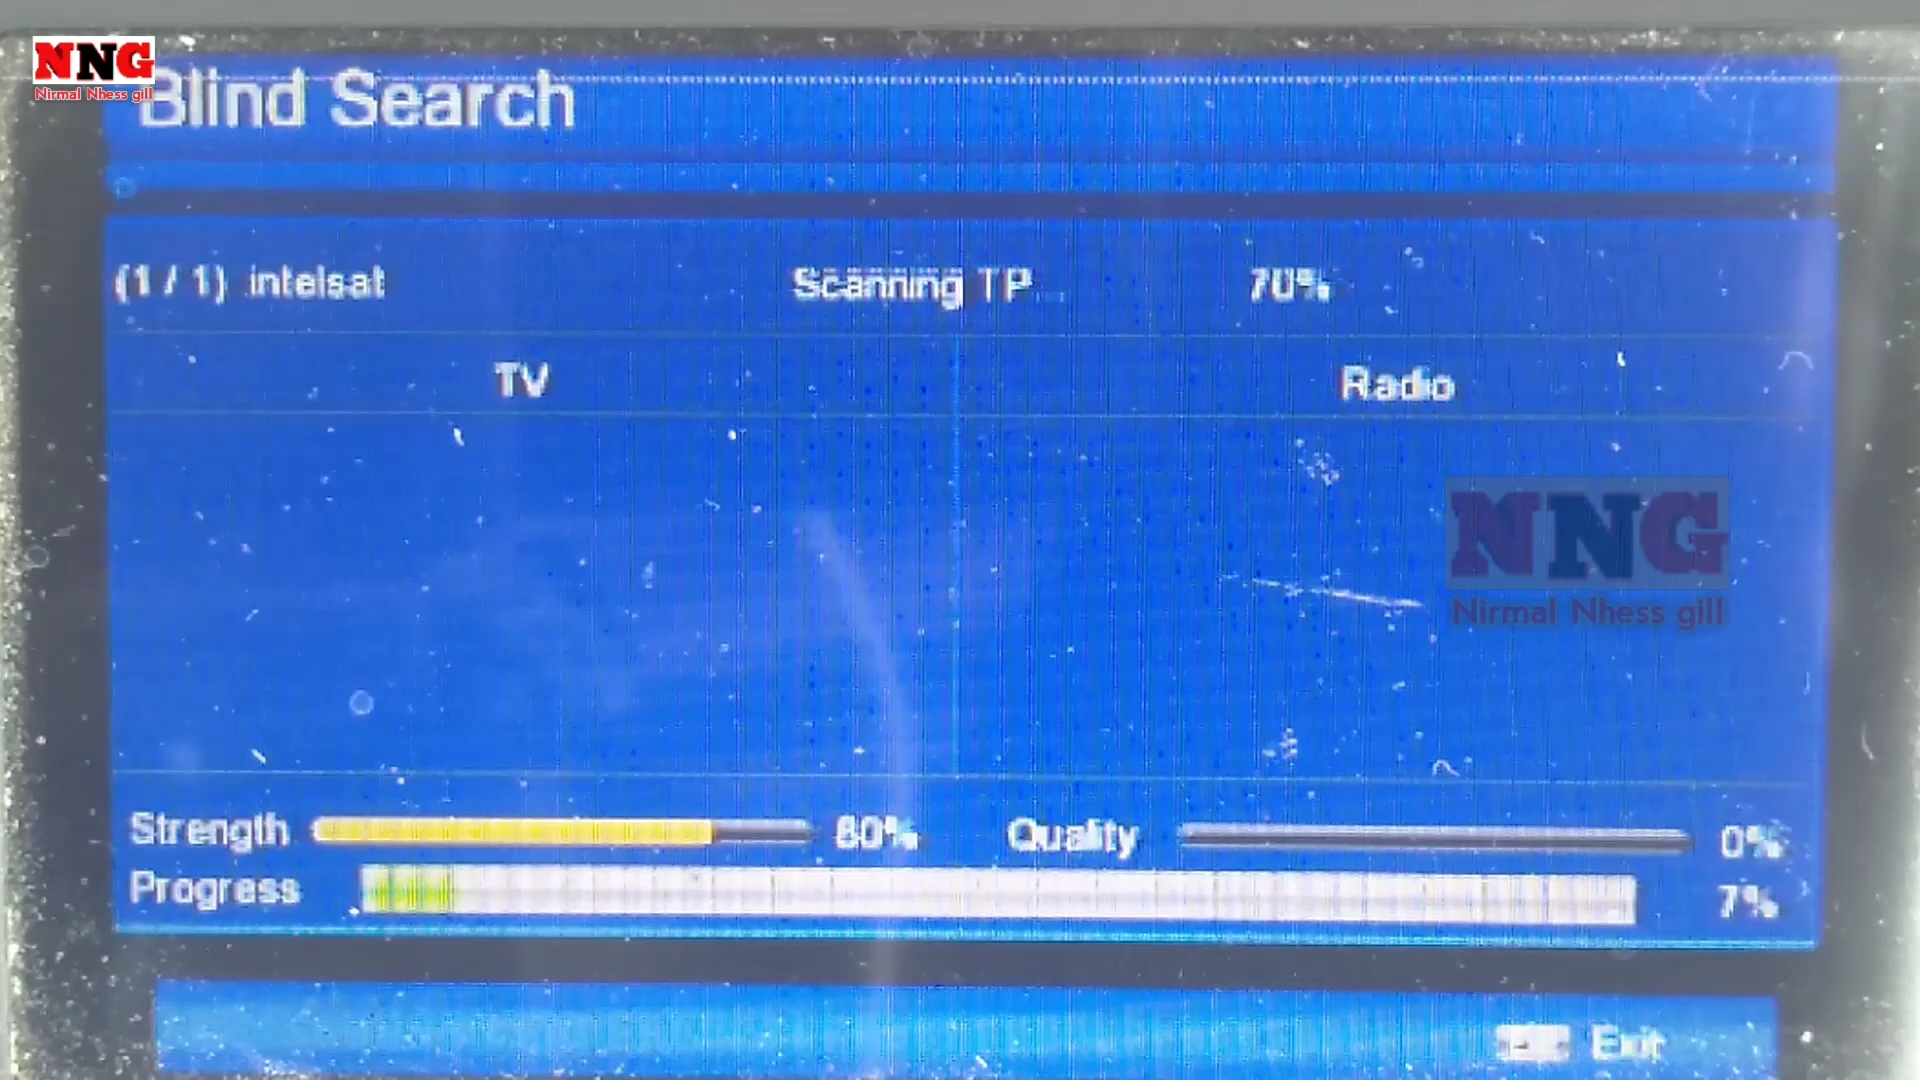 NNG
Nirmal Nhess gill
Blind Search
(1 / 1) intelsat Scanning TP... 70%
TV Radio
NNG
Nirmal Nhess gill
Strength 80% Quality 0%
Progress 7%
Exit